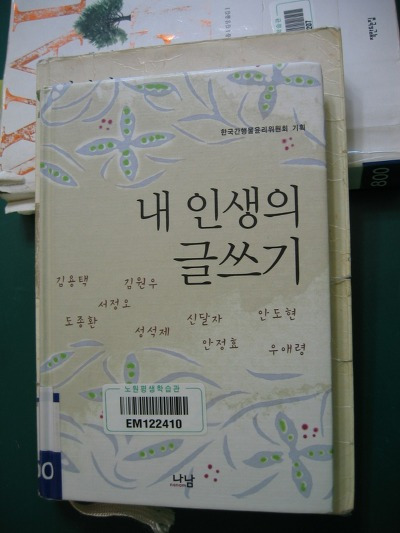 한국간행물윤리위원회 기획
내 인생의
글쓰기
김용택 김원우
서정오
도종환 성석제 신달자 안도현
안정효 우애령
노원평생학습관
EM122410
나남
800